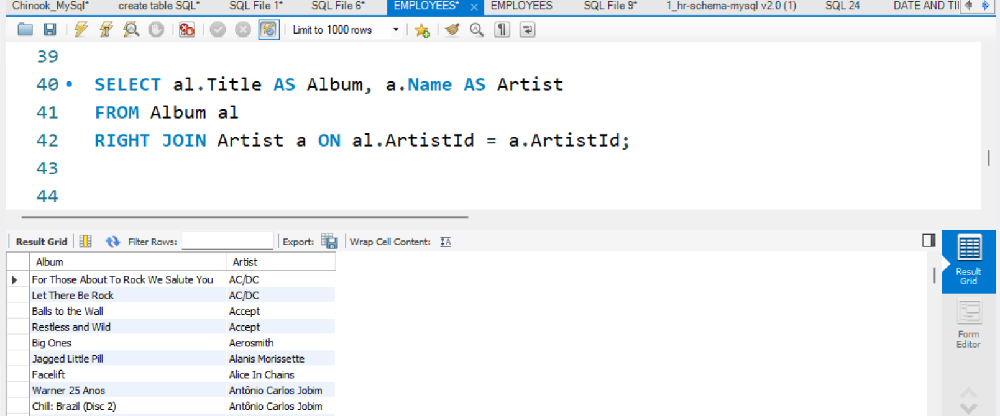 Chinook_MySql* create table SQL* SQL File 1* SQL File 6* EMPLOYEES* EMPLOYEES SQL File 9* 1_hr-schema-mysql v2.0 (1) SQL 24 DATE AND TII
Limit to 1000 rows
39
40 SELECT al.Title AS Album, a.Name AS Artist
41 FROM Album al
42 RIGHT JOIN Artist a ON al.ArtistId = a.ArtistId;
43
44
Result Grid Filter Rows: Export: Wrap Cell Content:
Album Artist
For Those About To Rock We Salute You AC/DC
Let There Be Rock AC/DC
Balls to the Wall Accept
Restless and Wild Accept
Big Ones Aerosmith
Jagged Little Pill Alanis Morissette
Facelift Alice In Chains
Warner 25 Anos Antônio Carlos Jobim
Chill: Brazil (Disc 2) Antônio Carlos Jobim
Result
Grid
Form
Editor